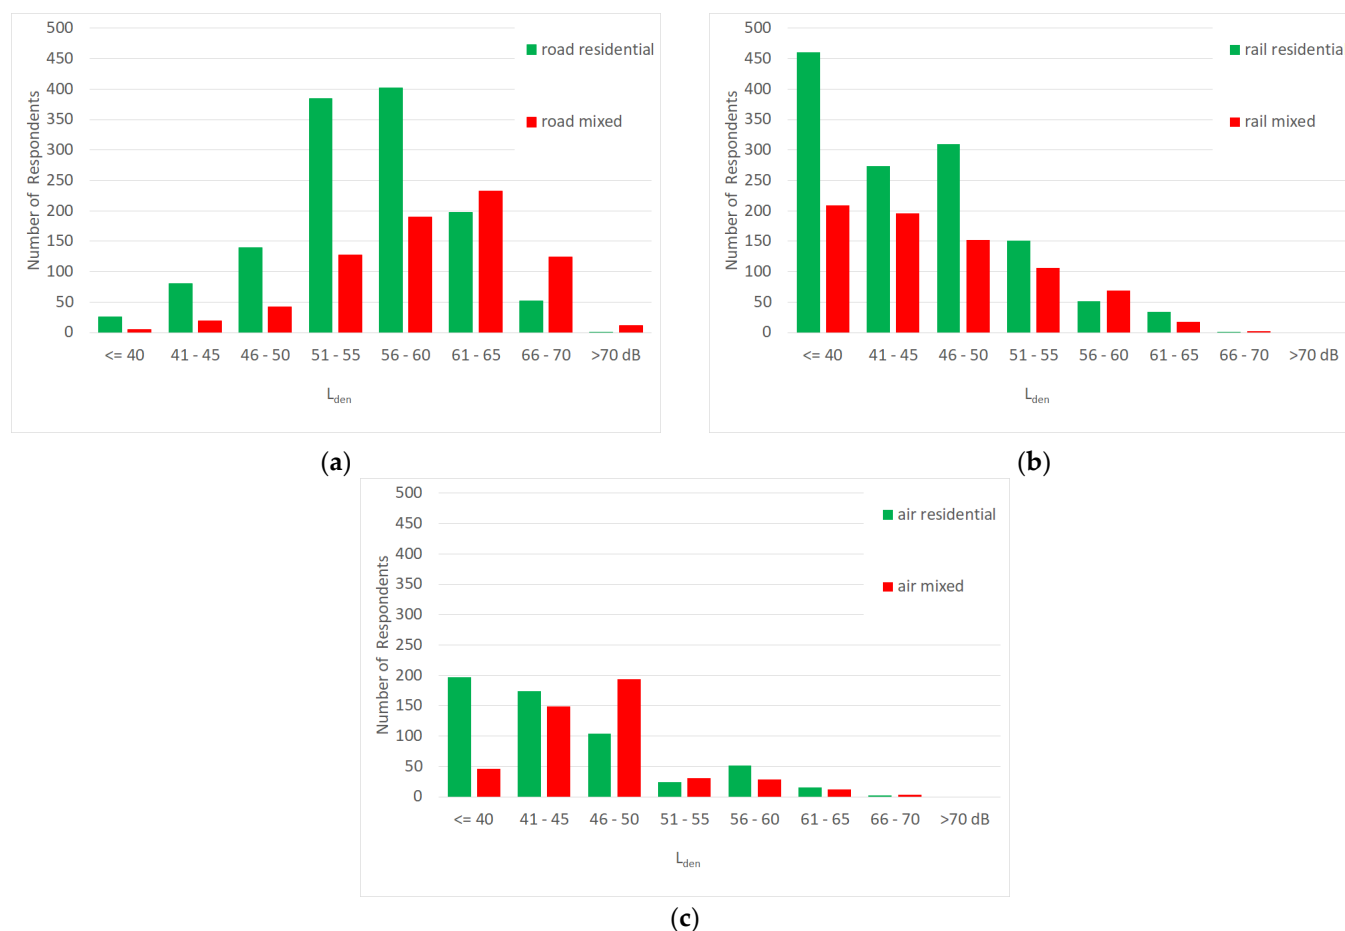 500
450
400
350
300
250
200
150
100
50
0
Number of Respondents
road residential
road mixed
<= 40 41 - 45 46 - 50 51 - 55 56 - 60 61 - 65 66 - 70 >70 dB
Lden
(a)
500
450
400
350
300
250
200
150
100
50
0
Number of Respondents
rail residentia
rail mixed
<= 40 41 - 45 46 - 50 51 - 55 56 - 60 61 - 65 66 - 70 >70 dB
Lden
(b)
500
450
400
350
300
250
200
150
100
50
0
Number of Respondents
air residential
air mixed
<= 40 41 - 45 46 - 50 51 - 55 56 - 60 61 - 65 66 - 70 >70 dB
Lden
(c)